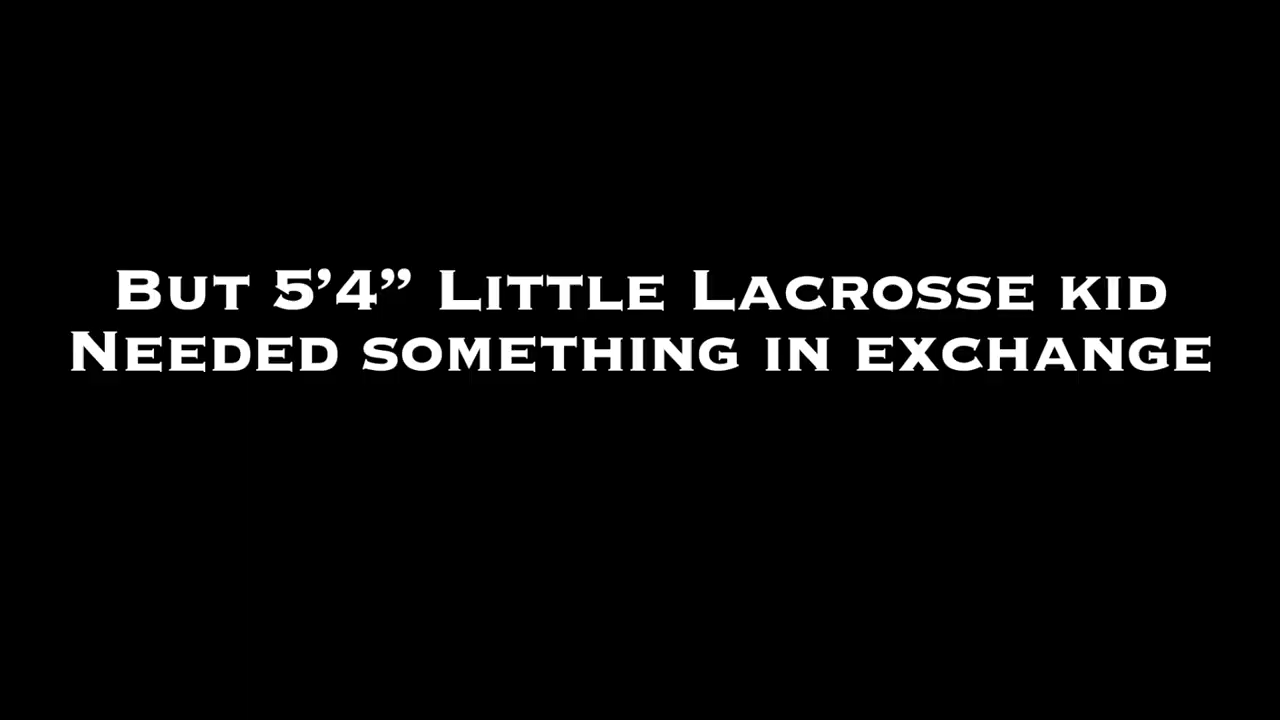 But 5’4” Little Lacrosse kid
Needed something in exchange